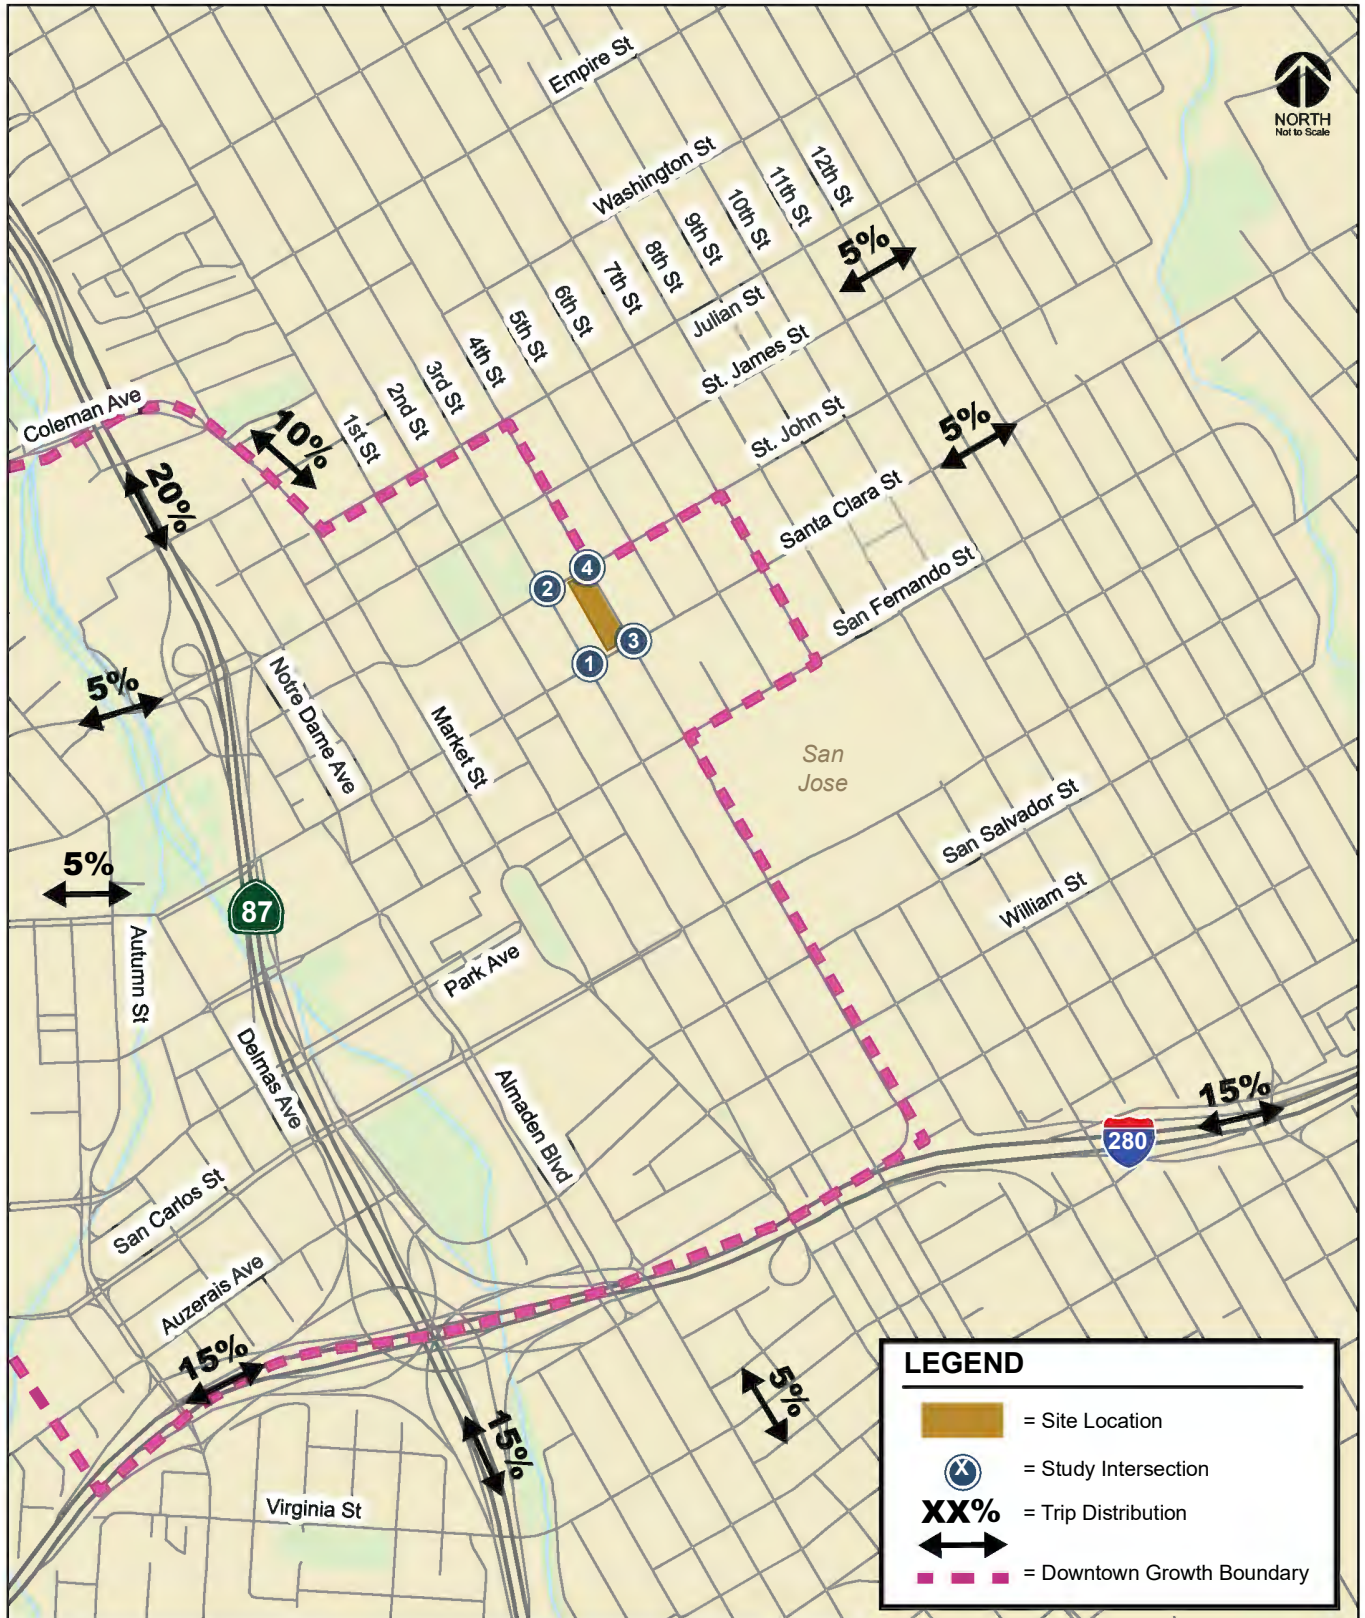 Empire St
NORTH
Not to Scale
Washington St
12th St
11th St
10th St
9th St
8th St
7th St
6th St
5th St
4th St
3rd St
2nd St
1st St
5%
Julian St
St. James St
Coleman Ave
10%
20%
St. John St
5%
Santa Clara St
San Fernando St
4
2
3
1
5%
Notre Dame Ave
Market St
San
Jose
San Salvador St
William St
5%
87
Autumn St
Park Ave
Delmas Ave
Almaden Blvd
15%
280
San Carlos St
Auzerais Ave
15%
15%
5%
Virginia St
LEGEND
= Site Location
X
= Study Intersection
XX%
= Trip Distribution
= Downtown Growth Boundary